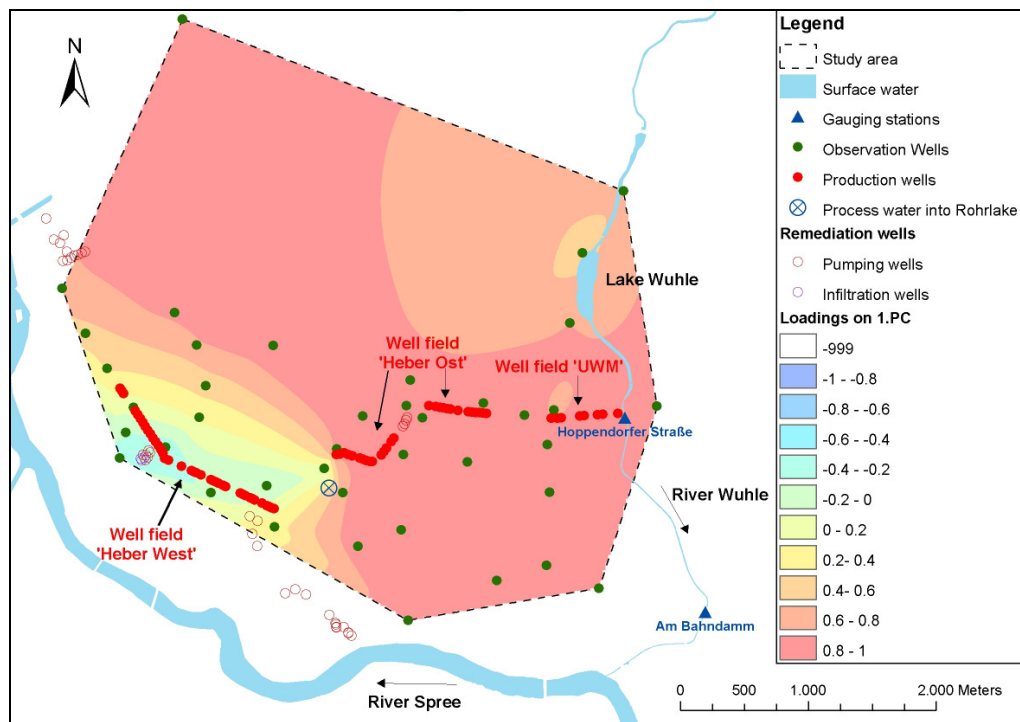 N
Lake Wuhle
Well field
'Heber Ost'
Well field 'UWM'
Hoppendorfer Straße
River Wuhle
Well field
'Heber West'
Am Bahndamm
River Spree
Legend
Study area
Surface water
Gauging stations
Observation Wells
Production wells
Process water into Rohrlake
Remediation wells
Pumping wells
Infiltration wells
Loadings on 1.PC
-999
-1 - -0.8
-0.8 - -0.6
-0.6 - -0.4
-0.4 - -0.2
-0.2 - 0
0 - 0.2
0.2- 0.4
0.4- 0.6
0.6 - 0.8
0.8 - 1
0 500 1.000 2.000 Meters